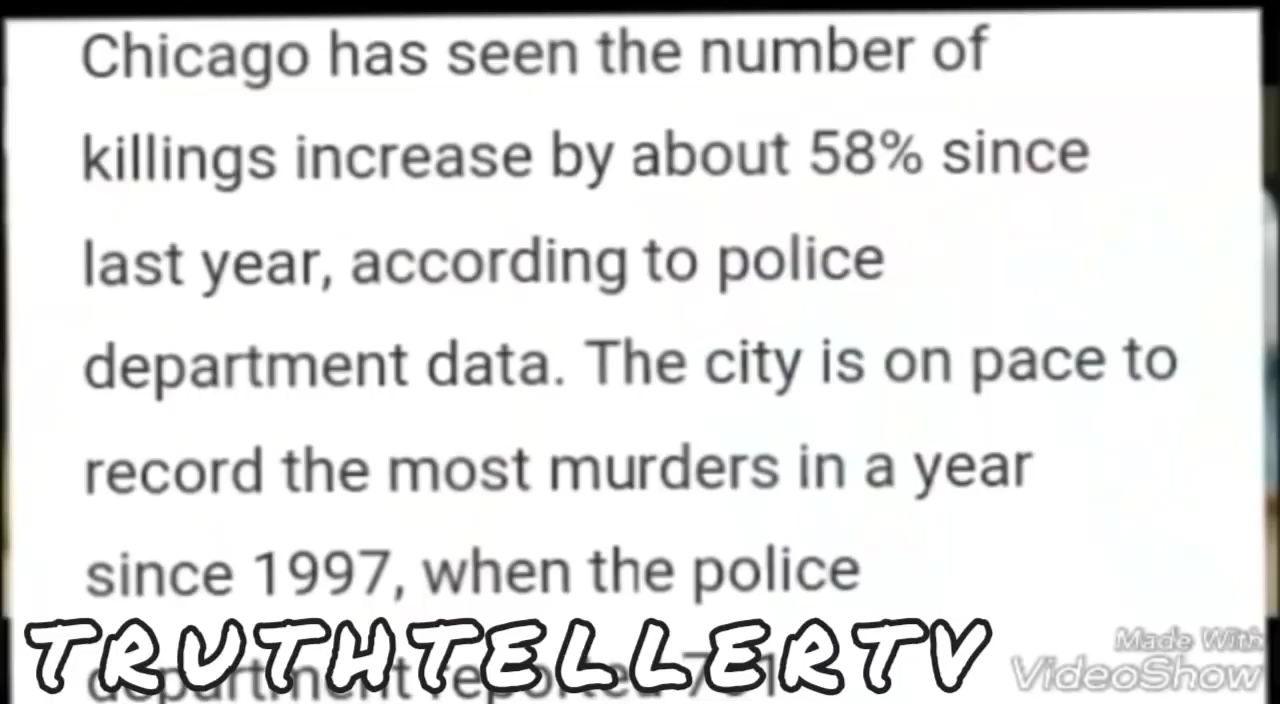 Chicago has seen the number of
killings increase by about 58% since
last year, according to police
department data. The city is on pace to
record the most murders in a year
since 1997, when the police
department reported
TRUTHTELLERTV
Made With
VideoShow